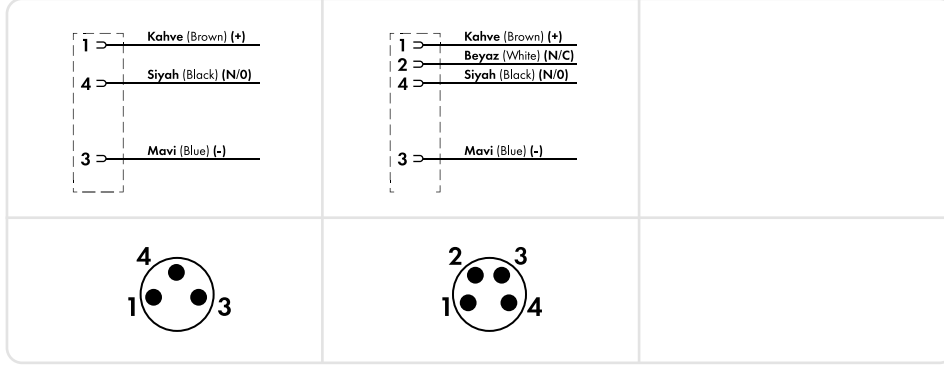 1 Kahve (Brown) (+)
4 Siyah (Black) (N/0)
3 Mavi (Blue) (-)
1 Kahve (Brown) (+)
2 Beyaz (White) (N/C)
4 Siyah (Black) (N/0)
3 Mavi (Blue) (-)
4
1 3
2 3
1 4